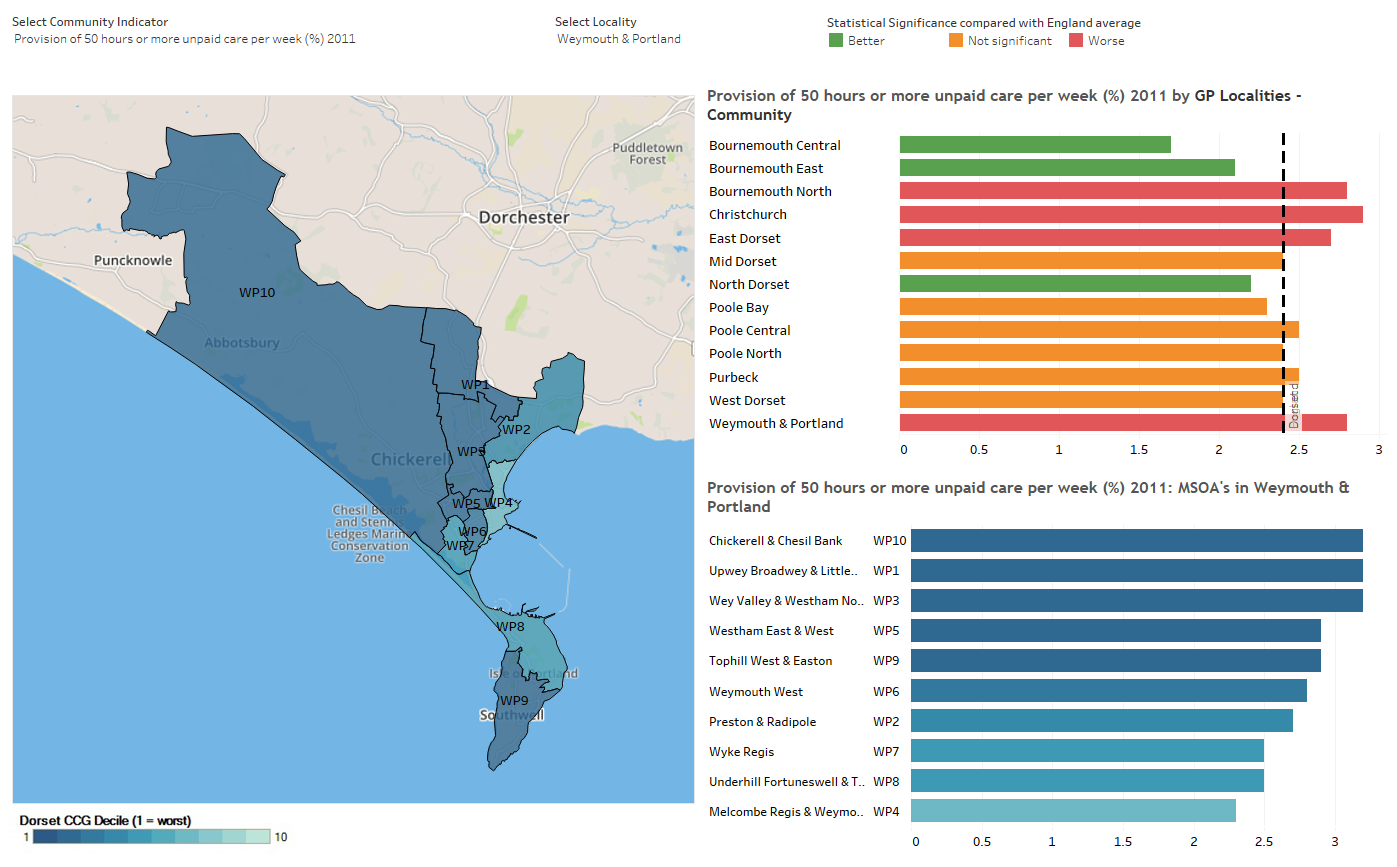 Select Community Indicator
Provision of 50 hours or more unpaid care per week (%) 2011
Select Locality
Weymouth & Portland
Statistical Significance compared with England average
Better
Not significant
Worse
Puddletown
Forest
Dorchester
Puncknowle
WP10
Abbotsbury
WP1
WP2
WP3
Chickerell
WP5
WP4
Chesil Beach
and Stennis
Ledges Marine
Conservation
Zone
WP6
WP7
WP8
Isle of Portland
WP9
Southwell
Dorset CCG Decile (1 = worst)
1
10
Provision of 50 hours or more unpaid care per week (%) 2011 by GP Localities -
Community
Bournemouth Central
Bournemouth East
Bournemouth North
Christchurch
East Dorset
Mid Dorset
North Dorset
Poole Bay
Poole Central
Poole North
Purbeck
West Dorset
Weymouth & Portland
0 0.5 1 1.5 2 2.5 3
Provision of 50 hours or more unpaid care per week (%) 2011: MSOA's in Weymouth &
Portland
Chickerell & Chesil Bank WP10
Upwey Broadwey & Little.. WP1
Wey Valley & Westham No.. WP3
Westham East & West WP5
Tophill West & Easton WP9
Weymouth West WP6
Preston & Radipole WP2
Wyke Regis WP7
Underhill Fortuneswell & T.. WP8
Melcombe Regis & Weymo.. WP4
0 0.5 1 1.5 2 2.5 3